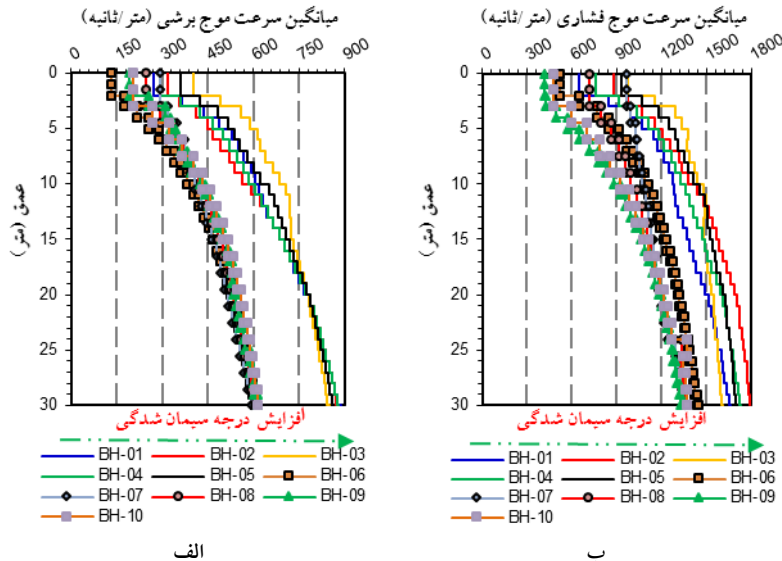 میانگین سرعت موج برشی (متر/ثانیه)
0 150 300 450 600 750 900
عمق (متر)
0
5
10
15
20
25
30
افزایش درجه سیمان شدگی
BH-01 BH-02 BH-03
BH-04 BH-05 BH-06
BH-07 BH-08 BH-09
BH-10
الف
میانگین سرعت موج فشاری (متر/ثانیه)
0 300 600 900 1200 1500 1800
عمق (متر)
0
5
10
15
20
25
30
افزایش درجه سیمان شدگی
BH-01 BH-02 BH-03
BH-04 BH-05 BH-06
BH-07 BH-08 BH-09
BH-10
ب